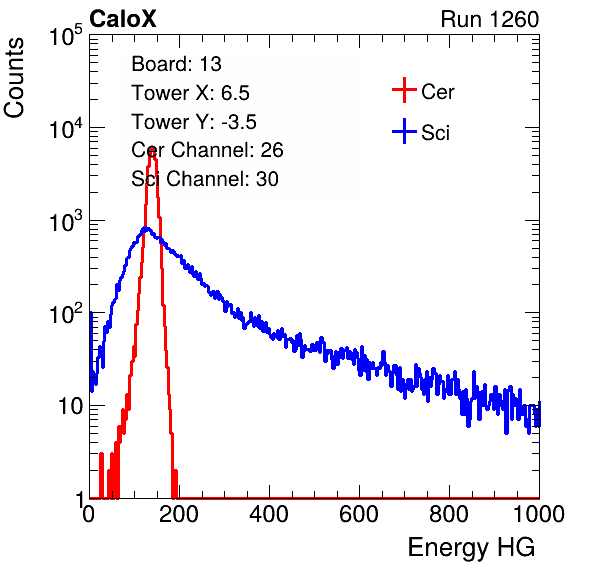 CaloX Run 1260
Counts
Board: 13
Tower X: 6.5
Tower Y: -3.5
Cer Channel: 26
Sci Channel: 30
Cer
Sci
10^5
10^4
10^3
10^2
10
1
0 200 400 600 800 1000
Energy HG